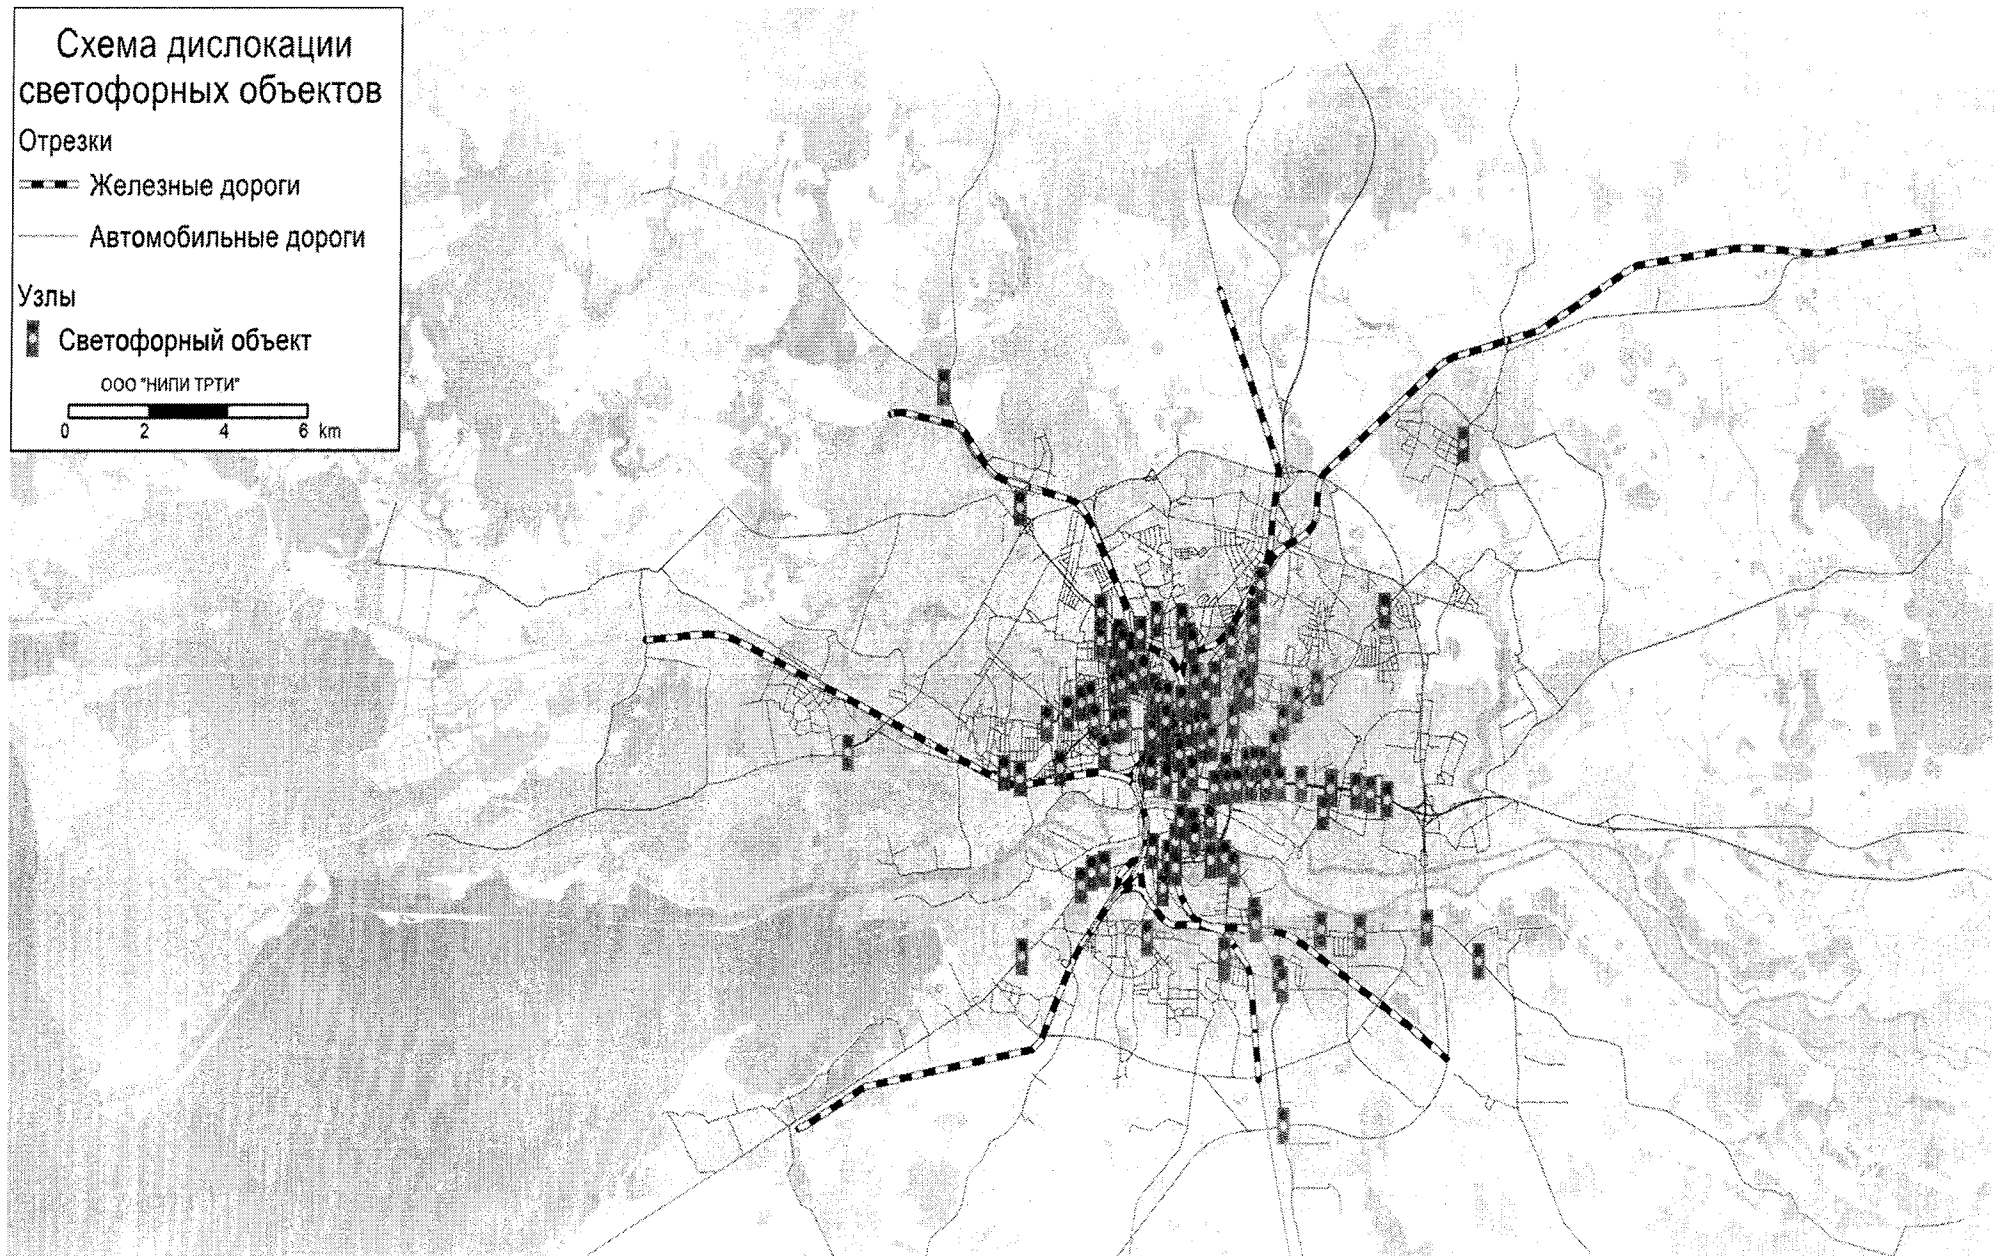 Схема дислокации
светофорных объектов
Отрезки
Железные дороги
Автомобильные дороги
Узлы
Светофорный объект
ООО "НИПИ ТРТИ"
0 2 4 6 km